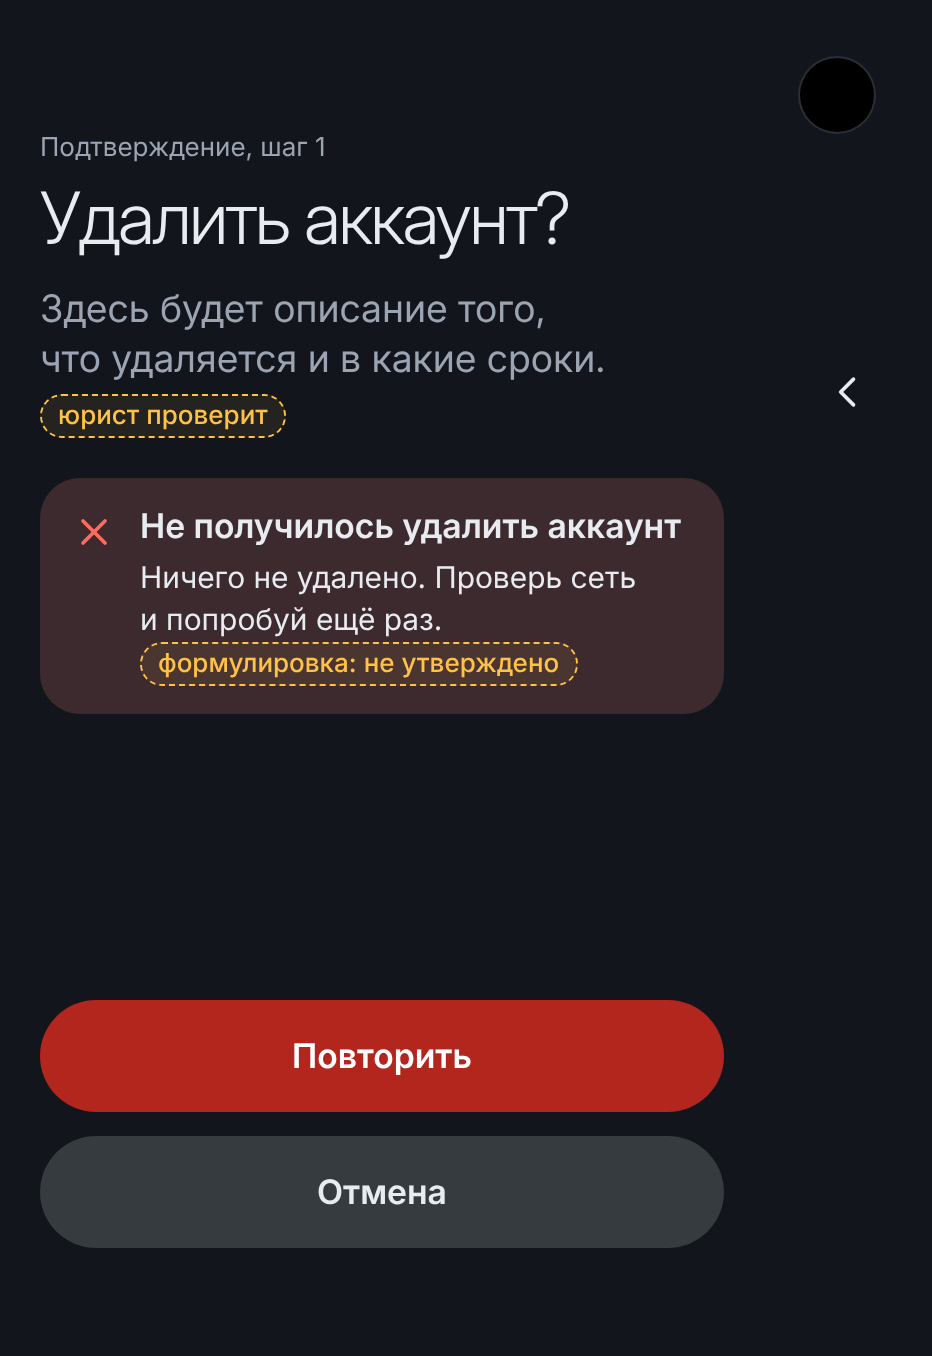 Подтверждение, шаг 1
Удалить аккаунт?
Здесь будет описание того,
что удаляется и в какие сроки.
юрист проверит
Не получилось удалить аккаунт
Ничего не удалено. Проверь сеть
и попробуй ещё раз.
формулировка: не утверждено
Повторить
Отмена